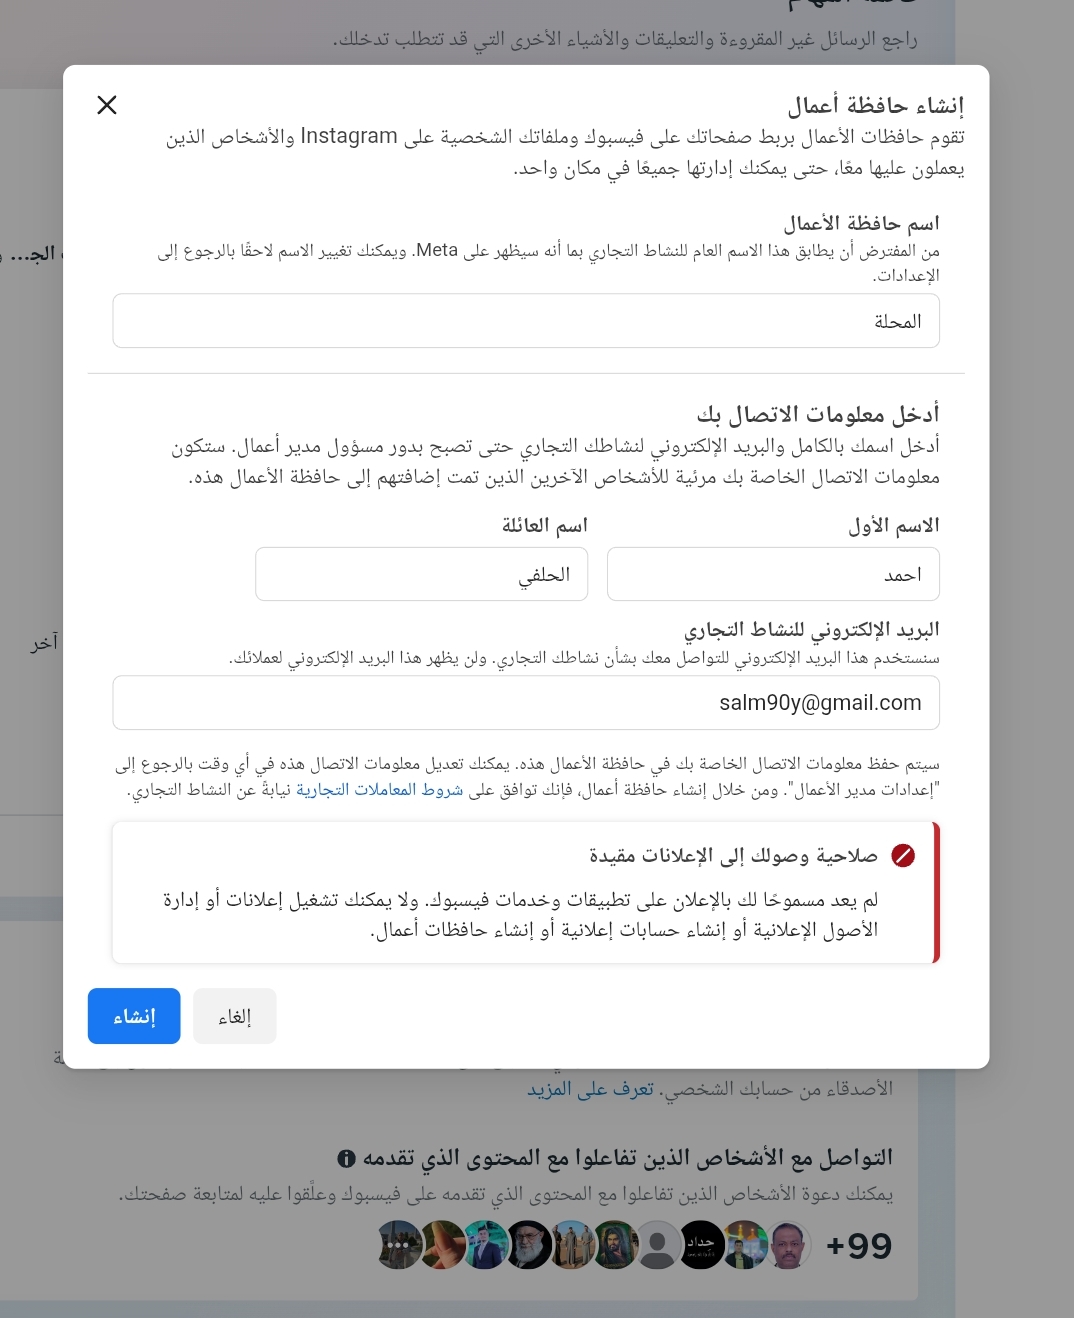 راجع الرسائل غير المقروءة والتعليقات والأشياء الأخرى التي قد تتطلب تدخلك.
إنشاء حافظة أعمال
تقوم حافظات الأعمال بربط صفحاتك على فيسبوك وملفاتك الشخصية على Instagram والأشخاص الذين
يعملون عليها معًا، حتى يمكنك إدارتها جميعًا في مكان واحد.
اسم حافظة الأعمال
من المفترض أن يطابق هذا الاسم العام للنشاط التجاري بما أنه سيظهر على Meta. ويمكنك تغيير الاسم لاحقًا بالرجوع إلى
الإعدادات.
المحلة
أدخل معلومات الاتصال بك
أدخل اسمك بالكامل والبريد الإلكتروني لنشاطك التجاري حتى تصبح بدور مسؤول مدير أعمال. ستكون
معلومات الاتصال الخاصة بك مرئية للأشخاص الآخرين الذين تمت إضافتهم إلى حافظة الأعمال هذه.
الاسم الأول اسم العائلة
احمد الحلفي
آخر
البريد الإلكتروني للنشاط التجاري
سنستخدم هذا البريد الإلكتروني للتواصل معك بشأن نشاطك التجاري. ولن يظهر هذا البريد الإلكتروني لعملائك.
salm90y@gmail.com
سيتم حفظ معلومات الاتصال الخاصة بك في حافظة الأعمال هذه. يمكنك تعديل معلومات الاتصال هذه في أي وقت بالرجوع إلى
"إعدادات مدير الأعمال". ومن خلال إنشاء حافظة أعمال، فإنك توافق على شروط المعاملات التجارية نيابةً عن النشاط التجاري.
صلاحية وصولك إلى الإعلانات مقيدة
لم يعد مسموحًا لك بالإعلان على تطبيقات وخدمات فيسبوك. ولا يمكنك تشغيل إعلانات أو إدارة
الأصول الإعلانية أو إنشاء حسابات إعلانية أو إنشاء حافظات أعمال.
إلغاء إنشاء
الأصدقاء من حسابك الشخصي. تعرف على المزيد
التواصل مع الأشخاص الذين تفاعلوا مع المحتوى الذي تقدمه
يمكنك دعوة الأشخاص الذين تفاعلوا مع المحتوى الذي تقدمه على فيسبوك وعلّقوا عليه لمتابعة صفحتك.
+99
حداد